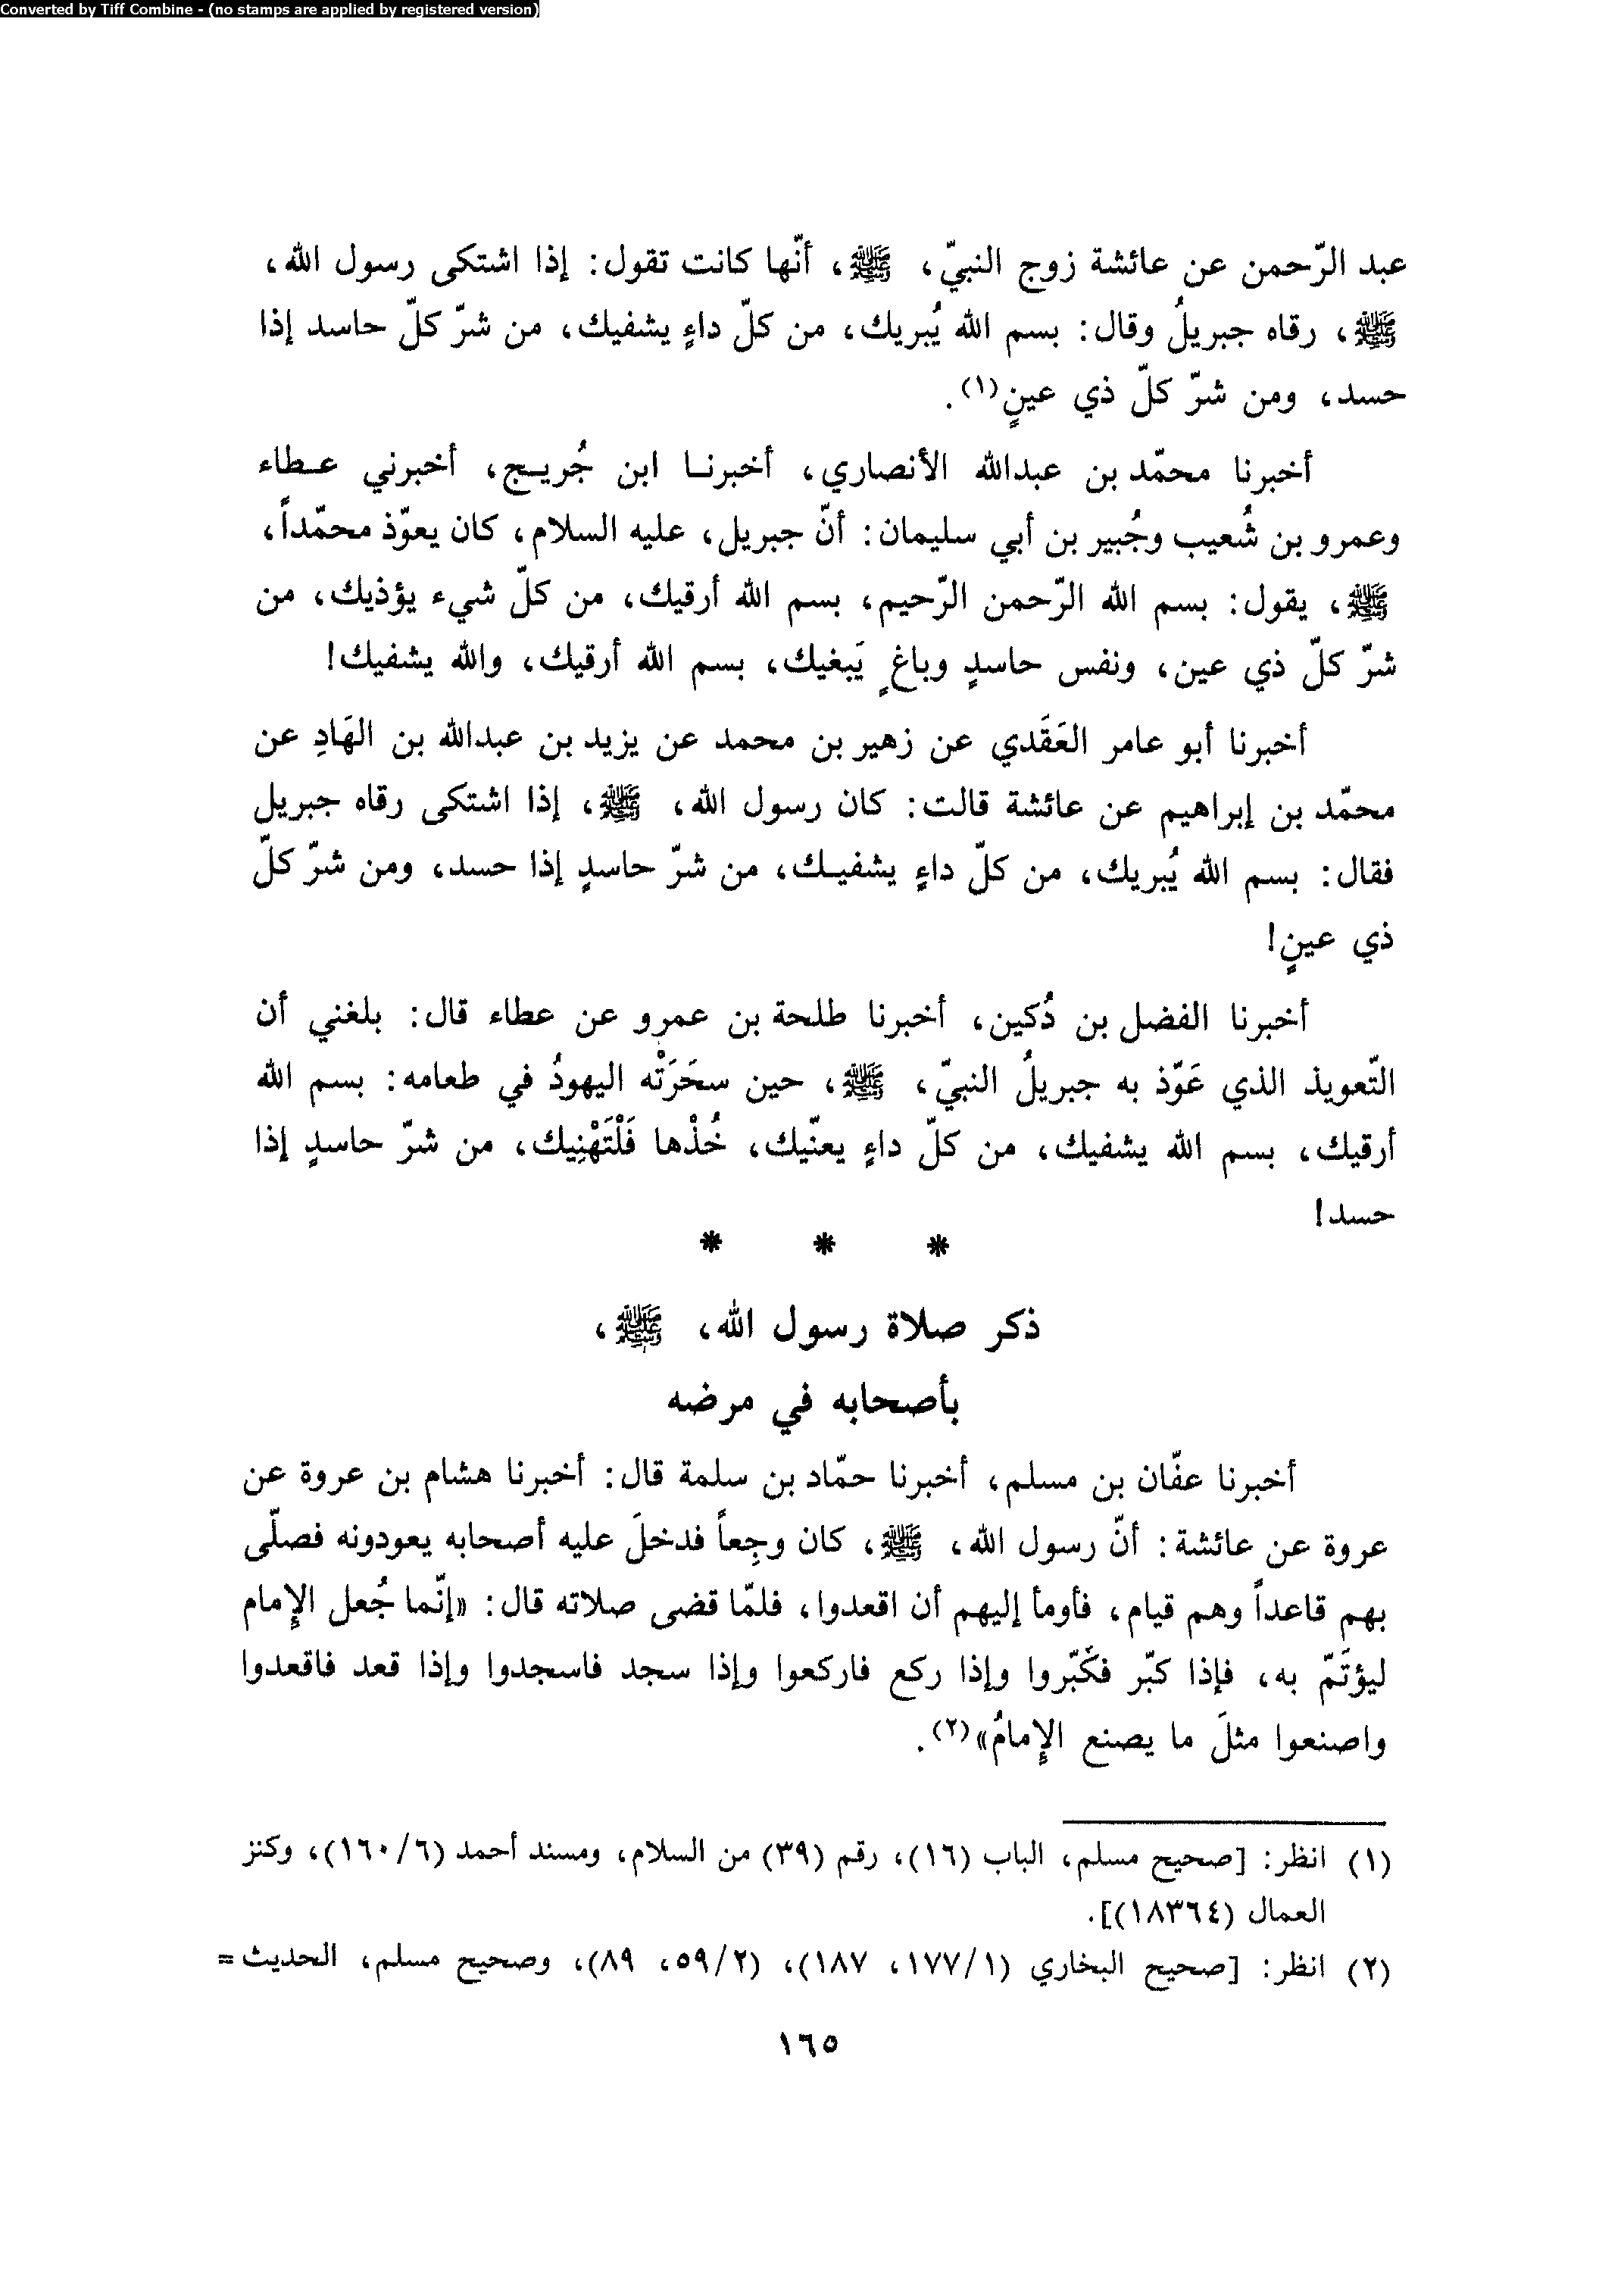 Converted by Tiff Combine - (no stamps are applied by registered version)
عبد الرّحمن عن عائشة زوج النبيّ، ﷺ، أنّها كانت تقول: إذا اشتكى رسول الله،
ﷺ، رقاه جبريلُ وقال: بسم الله يُبريك، من كلّ داءٍ يشفيك، من شرّ كلّ حاسد إذا
حسد، ومن شرّ كلّ ذي عينٍ(١).
أخبرنا محمّد بن عبدالله الأنصاري، أخبرنا ابن جُريج، أخبرني عطاء
وعمرو بن شُعيب وجُبير بن أبي سليمان: أنّ جبريل، عليه السلام، كان يعوّذ محمّداً،
ﷺ، يقول: بسم الله الرّحمن الرّحيم، بسم الله أرقيك، من كلّ شيء يؤذيك، من
شرّ كلّ ذي عين، ونفس حاسدٍ وباغٍ يَبغيك، بسم الله أرقيك، والله يشفيك!
أخبرنا أبو عامر العَقَدي عن زهير بن محمد عن يزيد بن عبدالله بن الهَادِ عن
محمّد بن إبراهيم عن عائشة قالت: كان رسول الله، ﷺ، إذا اشتكى رقاه جبريل
فقال: بسم الله يُبريك، من كلّ داءٍ يشفيك، من شرّ حاسدٍ إذا حسد، ومن شرّ كلّ
ذي عينٍ!
أخبرنا الفضل بن دُكين، أخبرنا طلحة بن عمرو عن عطاء قال: بلغني أن
التّعويذ الذي عَوّذ به جبريلُ النبيّ، ﷺ، حين سحَرَتْه اليهودُ في طعامه: بسم الله
أرقيك، بسم الله يشفيك، من كلّ داءٍ يعنّيك، خُذْها فَلْتَهْنِيك، من شرّ حاسدٍ إذا
حسد!
* * *
ذكر صلاة رسول الله، ﷺ،
بأصحابه في مرضه
أخبرنا عفّان بن مسلم، أخبرنا حمّاد بن سلمة قال: أخبرنا هشام بن عروة عن
عروة عن عائشة: أنّ رسول الله، ﷺ، كان وجِعاً فدخلَ عليه أصحابه يعودونه فصلّى
بهم قاعداً وهم قيام، فأومأ إليهم أن اقعدوا، فلمّا قضى صلاته قال: «إنّما جُعل الإمام
ليؤتَمّ به، فإذا كبّر فكَبّروا وإذا ركع فاركعوا وإذا سجد فاسجدوا وإذا قعد فاقعدوا
واصنعوا مثلَ ما يصنع الإمامُ»(٢).
(١) انظر: [صحيح مسلم، الباب (١٦)، رقم (٣٩) من السلام، ومسند أحمد (١٦٠/٦)، وكنز
العمال (١٨٣٦٤)].
(٢) انظر: [صحيح البخاري (١٧٧/١، ١٨٧)، (٥٩/٢، ٨٩)، وصحيح مسلم، الحديث =
١٦٥